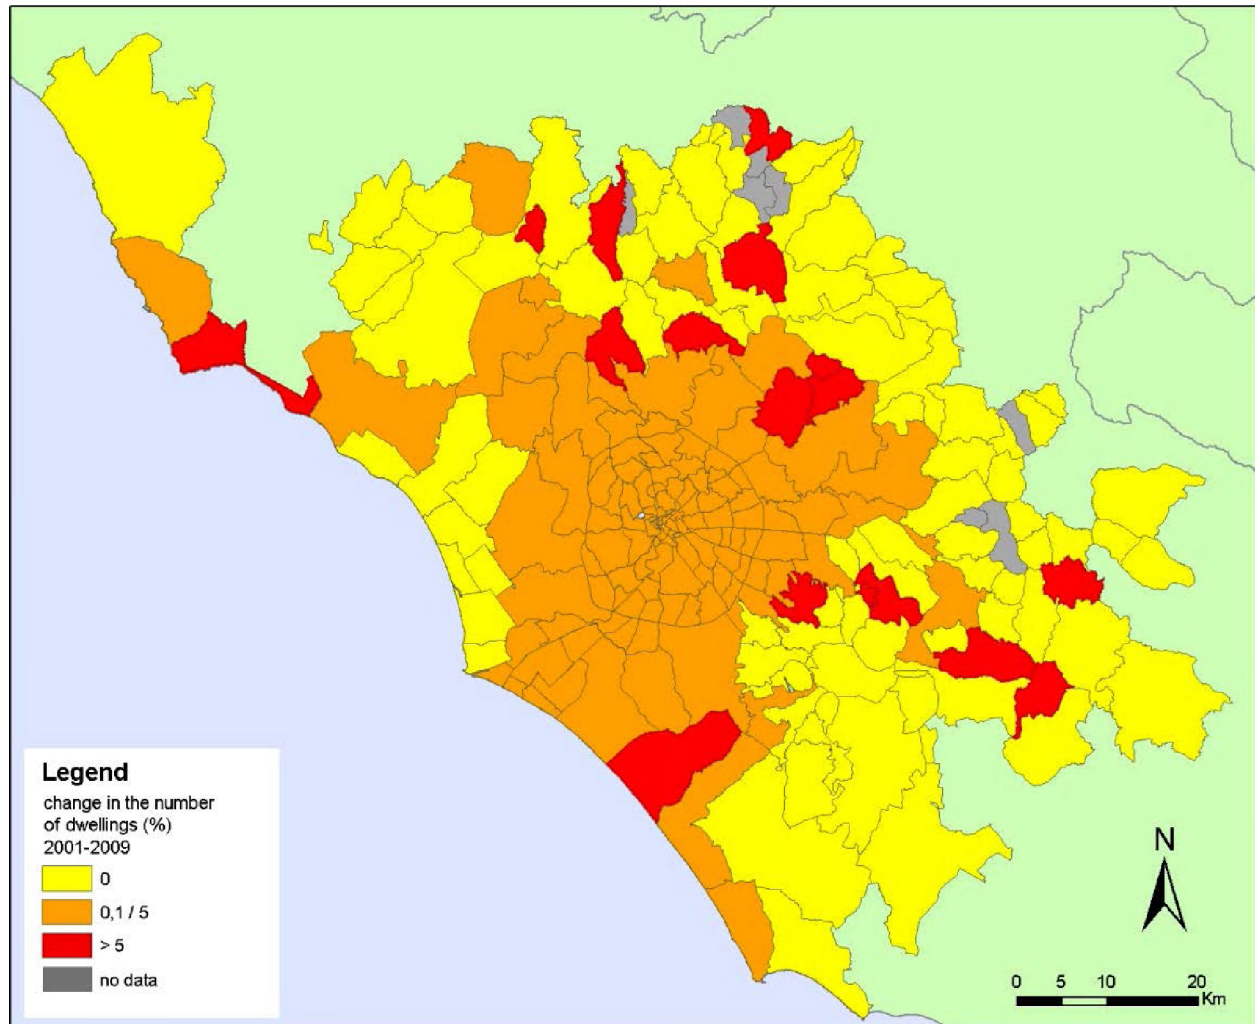 Legend
change in the number
of dwellings (%)
2001-2009
0
0,1 / 5
> 5
no data
N
0 5 10 20
Km